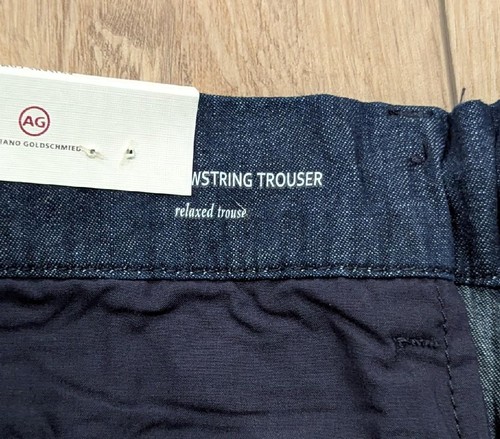 AG
IANO GOLDSCHMIED
WSTRING TROUSER
relaxed trouse